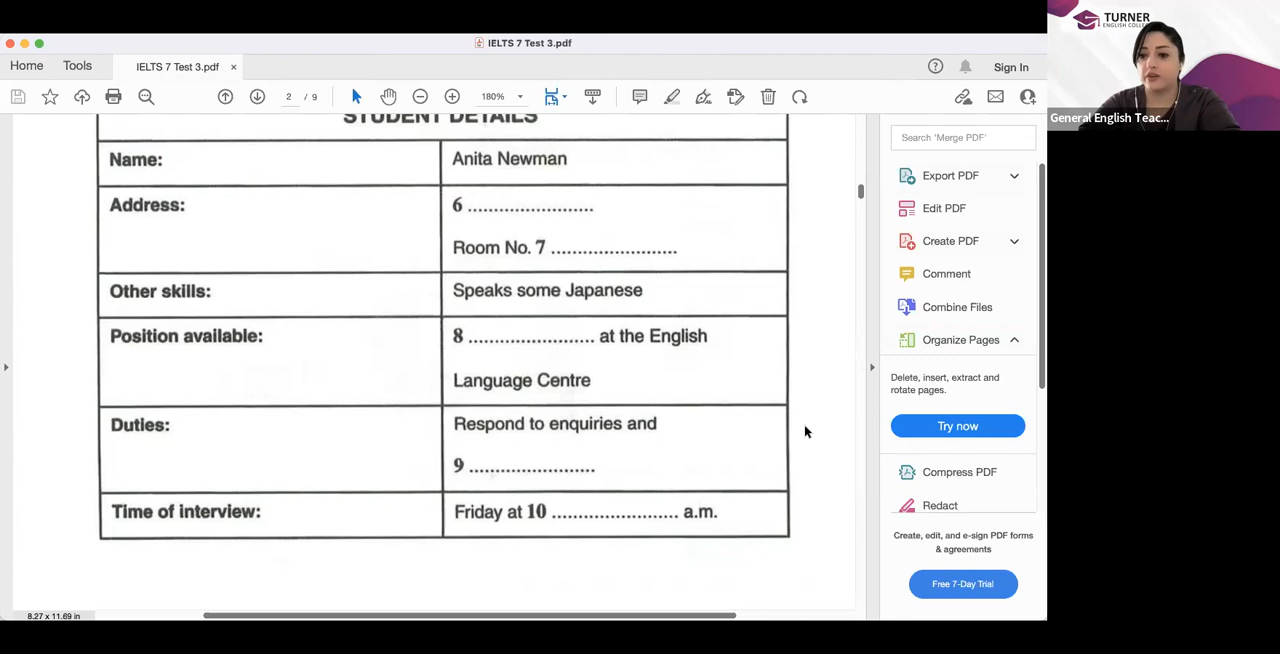 TURNER
ENGLISH COLLEGE
General English Teac...
IELTS 7 Test 3.pdf
Home
Tools
IELTS 7 Test 3.pdf ×
Sign In
2 / 9
180%
STUDENT DETAILS
Name:
Anita Newman
Address:
6 ........................
Room No. 7 ........................
Other skills:
Speaks some Japanese
Position available:
8 ........................ at the English
Language Centre
Duties:
Respond to enquiries and
9 ........................
Time of interview:
Friday at 10 ........................ a.m.
8.27 x 11.69 in
Search 'Merge PDF'
Export PDF
Edit PDF
Create PDF
Comment
Combine Files
Organize Pages
Delete, insert, extract and
rotate pages.
Try now
Compress PDF
Redact
Create, edit, and e-sign PDF forms
& agreements
Free 7-Day Trial